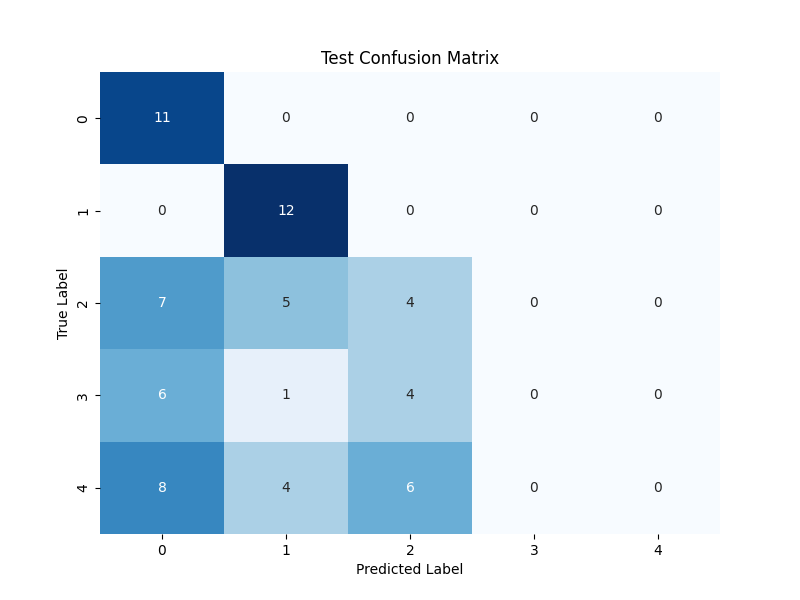 Test Confusion Matrix
True Label
0 11 0 0 0 0
1 0 12 0 0 0
2 7 5 4 0 0
3 6 1 4 0 0
4 8 4 6 0 0
0 1 2 3 4
Predicted Label